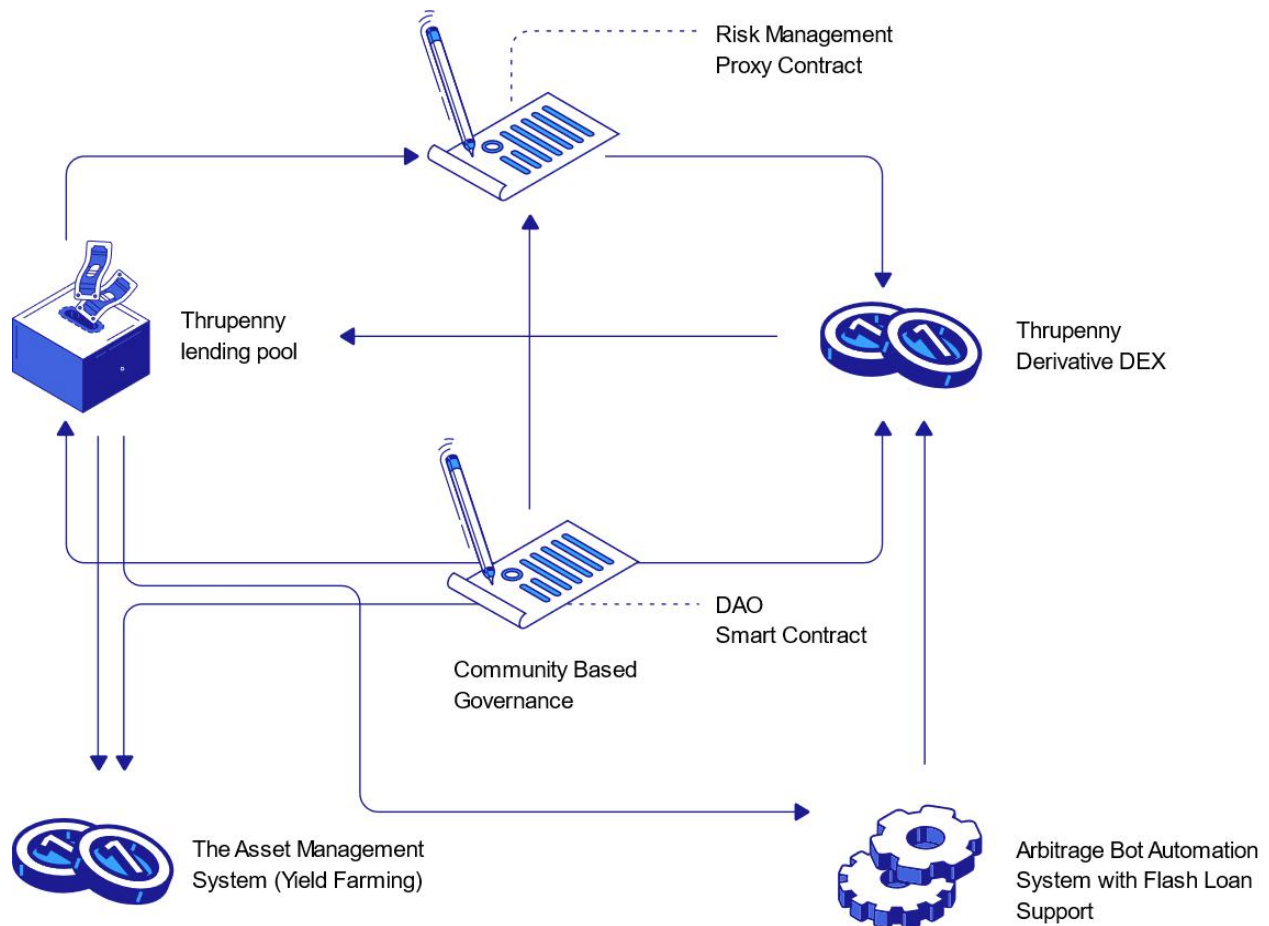 Risk Management
Proxy Contract
Thrupenny
lending pool
Thrupenny
Derivative DEX
DAO
Smart Contract
Community Based
Governance
The Asset Management
System (Yield Farming)
Arbitrage Bot Automation
System with Flash Loan
Support